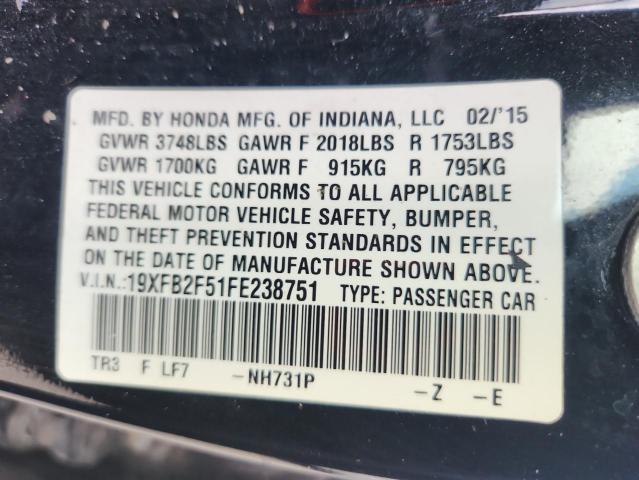 MFD. BY HONDA MFG. OF INDIANA, LLC 02/'15
GVWR 3748LBS GAWR F 2018LBS R 1753LBS
GVWR 1700KG GAWR F 915KG R 795KG
THIS VEHICLE CONFORMS TO ALL APPLICABLE
FEDERAL MOTOR VEHICLE SAFETY, BUMPER,
AND THEFT PREVENTION STANDARDS IN EFFECT
ON THE DATE OF MANUFACTURE SHOWN ABOVE.
V.I.N.:19XFB2F51FE238751 TYPE: PASSENGER CAR
TR3 F LF7 -NH731P -Z -E